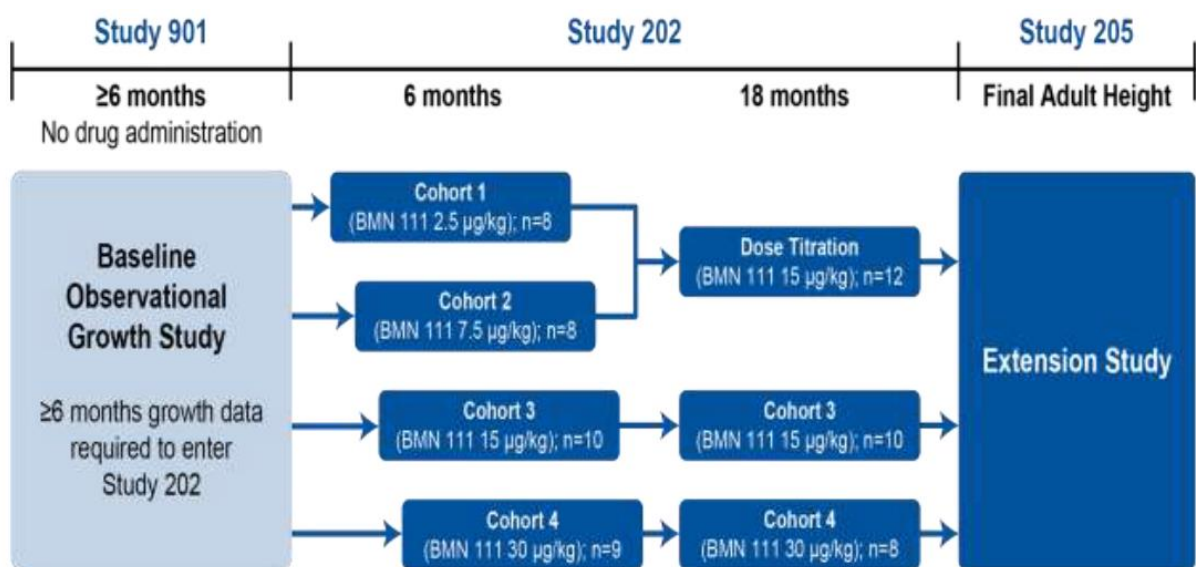 Study 901
Study 202
Study 205
≥6 months
6 months
18 months
Final Adult Height
No drug administration
Baseline
Observational
Growth Study
≥6 months growth data
required to enter
Study 202
Cohort 1
(BMN 111 2.5 µg/kg); n=8
Cohort 2
(BMN 111 7.5 µg/kg); n=8
Dose Titration
(BMN 111 15 µg/kg); n=12
Cohort 3
(BMN 111 15 µg/kg); n=10
Cohort 3
(BMN 111 15 µg/kg); n=10
Cohort 4
(BMN 111 30 µg/kg); n=9
Cohort 4
(BMN 111 30 µg/kg); n=8
Extension Study